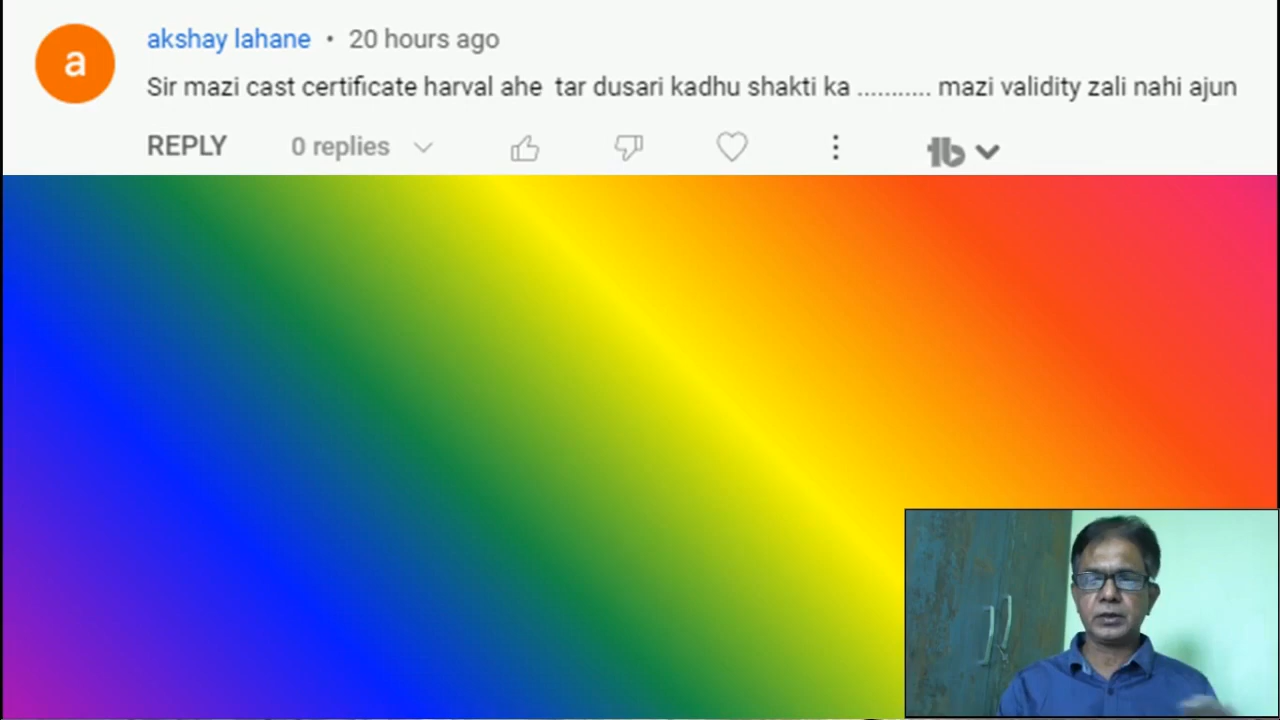 a
akshay lahane • 20 hours ago
Sir mazi cast certificate harval ahe tar dusari kadhu shakti ka ........... mazi validity zali nahi ajun
REPLY 0 replies
tb